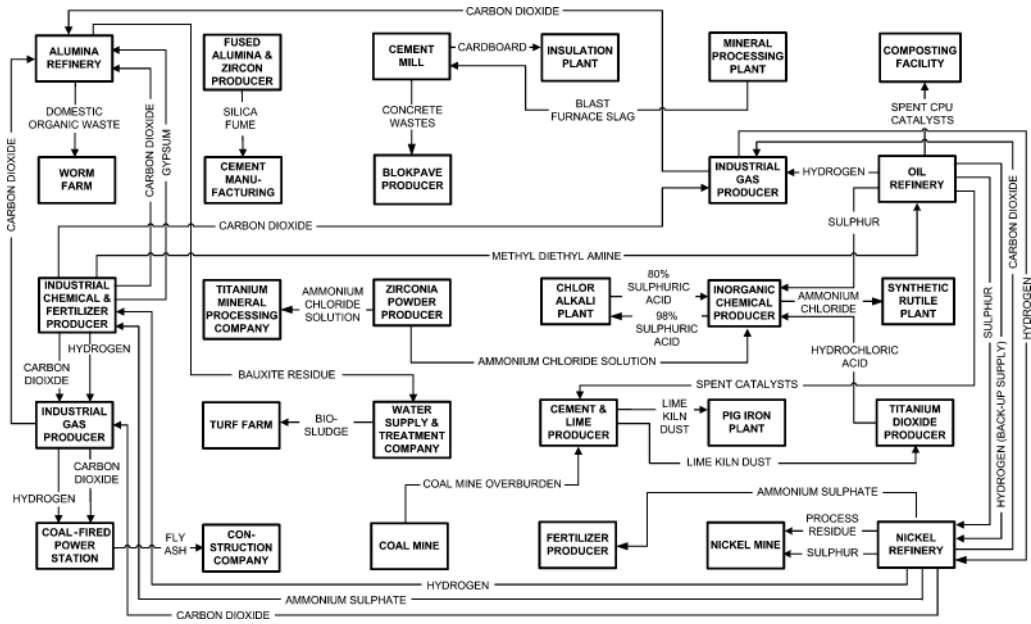 CARBON DIOXIDE
ALUMINA
REFINERY
FUSED
ALUMINA &
ZIRCON PRODUCER
CEMENT
MILL
CARDBOARD
INSULATION
PLANT
MINERAL
PROCESSING
PLANT
COMPOSTING
FACILITY
DOMESTIC
ORGANIC WASTE
SILICA
FUME
CONCRETE
WASTES
BLAST
FURNACE SLAG
SPENT CPU
CATALYSTS
CARBON DIOXIDE
CARBON DIOXIDE
GYPSUM
WORM
FARM
CEMENT
MANU-
FACTURING
BLOKPAVE
PRODUCER
INDUSTRIAL
GAS
PRODUCER
HYDROGEN
OIL
REFINERY
CARBON DIOXIDE
SULPHUR
METHYL DIETHYL AMINE
CARBON DIOXIDE
HYDROGEN
SULPHUR
HYDROGEN (BACK-UP SUPPLY)
INDUSTRIAL
CHEMICAL &
FERTILIZER
PRODUCER
TITANIUM
MINERAL
PROCESSING
COMPANY
AMMONIUM
CHLORIDE
SOLUTION
ZIRCONIA
POWDER
PRODUCER
CHLOR
ALKALI
PLANT
80%
SULPHURIC
ACID
98%
SULPHURIC
ACID
INORGANIC
CHEMICAL
PRODUCER
AMMONIUM
CHLORIDE
SYNTHETIC
RUTILE
PLANT
HYDROGEN
CARBON
DIOIXDE
AMMONIUM CHLORIDE SOLUTION
HYDROCHLORIC
ACID
BAUXITE RESIDUE
SPENT CATALYSTS
INDUSTRIAL
GAS
PRODUCER
TURF FARM
BIO-
SLUDGE
WATER
SUPPLY &
TREATMENT
COMPANY
CEMENT &
LIME
PRODUCER
LIME
KILN
DUST
PIG IRON
PLANT
TITANIUM
DIOXIDE
PRODUCER
CARBON
DIOXIDE
HYDROGEN
LIME KILN DUST
COAL MINE OVERBURDEN
AMMONIUM SULPHATE
COAL-FIRED
POWER
STATION
FLY
ASH
CON-
STRUCTION
COMPANY
COAL MINE
FERTILIZER
PRODUCER
NICKEL MINE
PROCESS
RESIDUE
SULPHUR
NICKEL
REFINERY
HYDROGEN
AMMONIUM SULPHATE
CARBON DIOXIDE